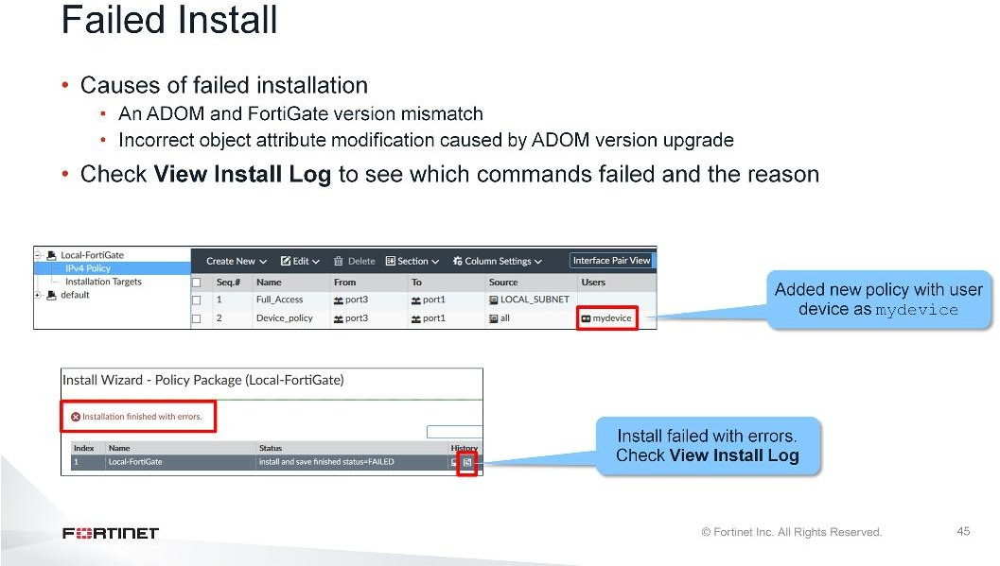 Failed Install
• Causes of failed installation
• An ADOM and FortiGate version mismatch
• Incorrect object attribute modification caused by ADOM version upgrade
• Check View Install Log to see which commands failed and the reason
Local-FortiGate
IPv4 Policy
Installation Targets
default
Create New Edit Delete Section Column Settings Interface Pair View
Seq.# Name From To Source Users
1 Full_Access port3 port1 LOCAL_SUBNET
2 Device_policy port3 port1 all mydevice
Added new policy with user
device as mydevice
Install Wizard - Policy Package (Local-FortiGate)
Installation finished with errors.
Index Name Status History
1 Local-FortiGate install and save finished status=FAILED
Install failed with errors.
Check View Install Log
FORTINET
© Fortinet Inc. All Rights Reserved.
45